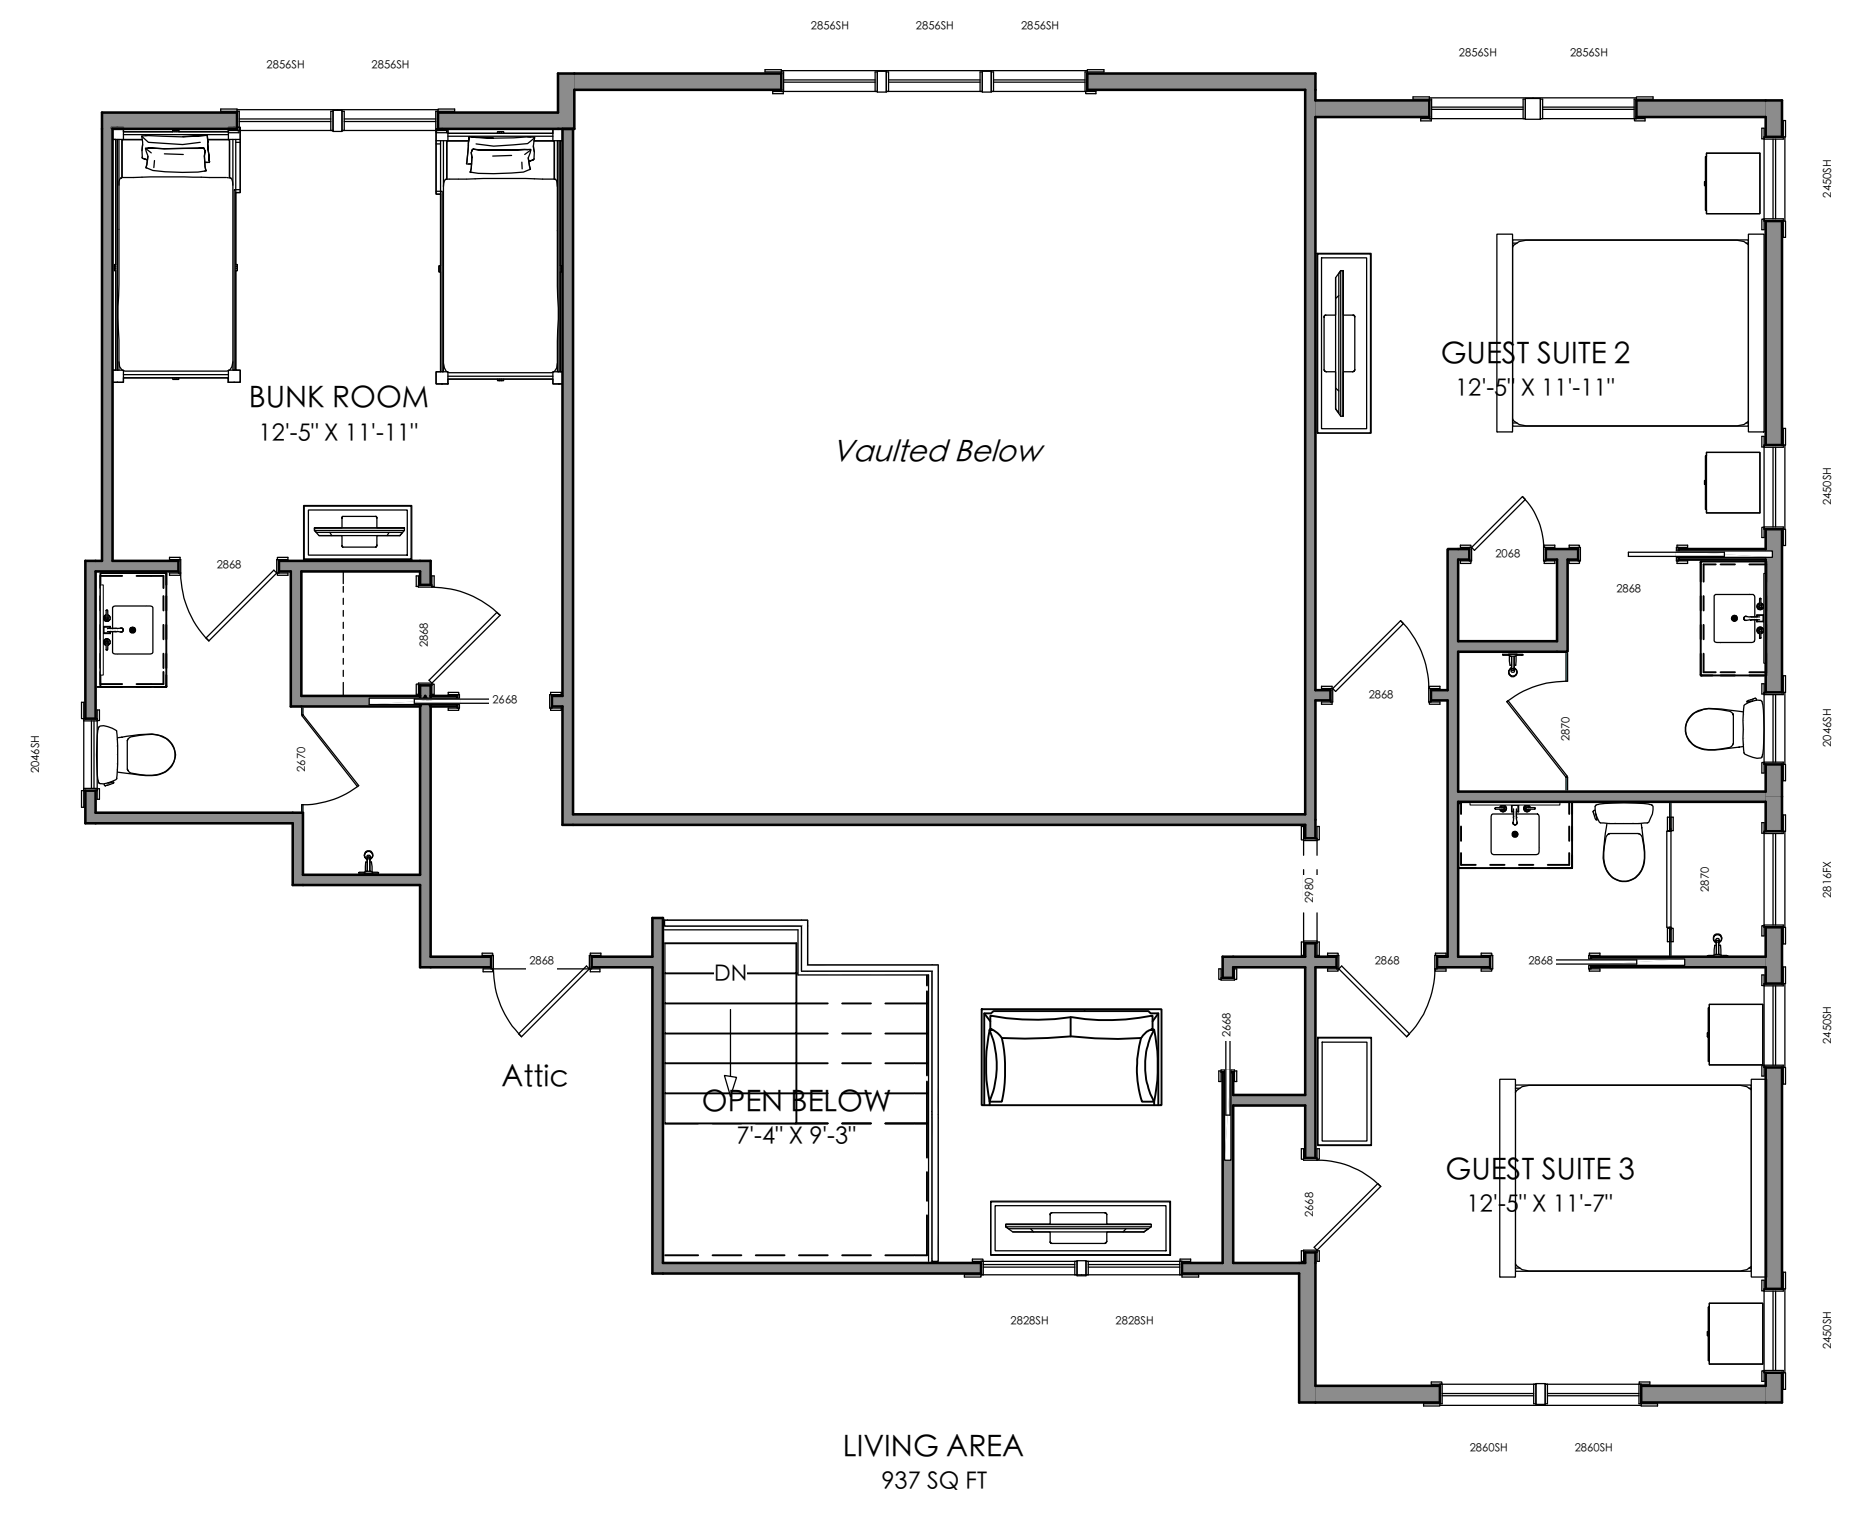 2856SH 2856SH 2856SH
2856SH 2856SH
2856SH 2856SH
2450SH
GUEST SUITE 2
12'-5" X 11'-11"
BUNK ROOM
12'-5" X 11'-11"
Vaulted Below
2450SH
2068
2868
2868
2868
2868
2668
2046SH
2670
2870
2046SH
2980
2870
2816FX
2868
2868
2868
DN
2668
2450SH
Attic
OPEN BELOW
7'-4" X 9'-3"
GUEST SUITE 3
12'-5" X 11'-7"
2668
2828SH 2828SH
2450SH
LIVING AREA
937 SQ FT
2860SH 2860SH